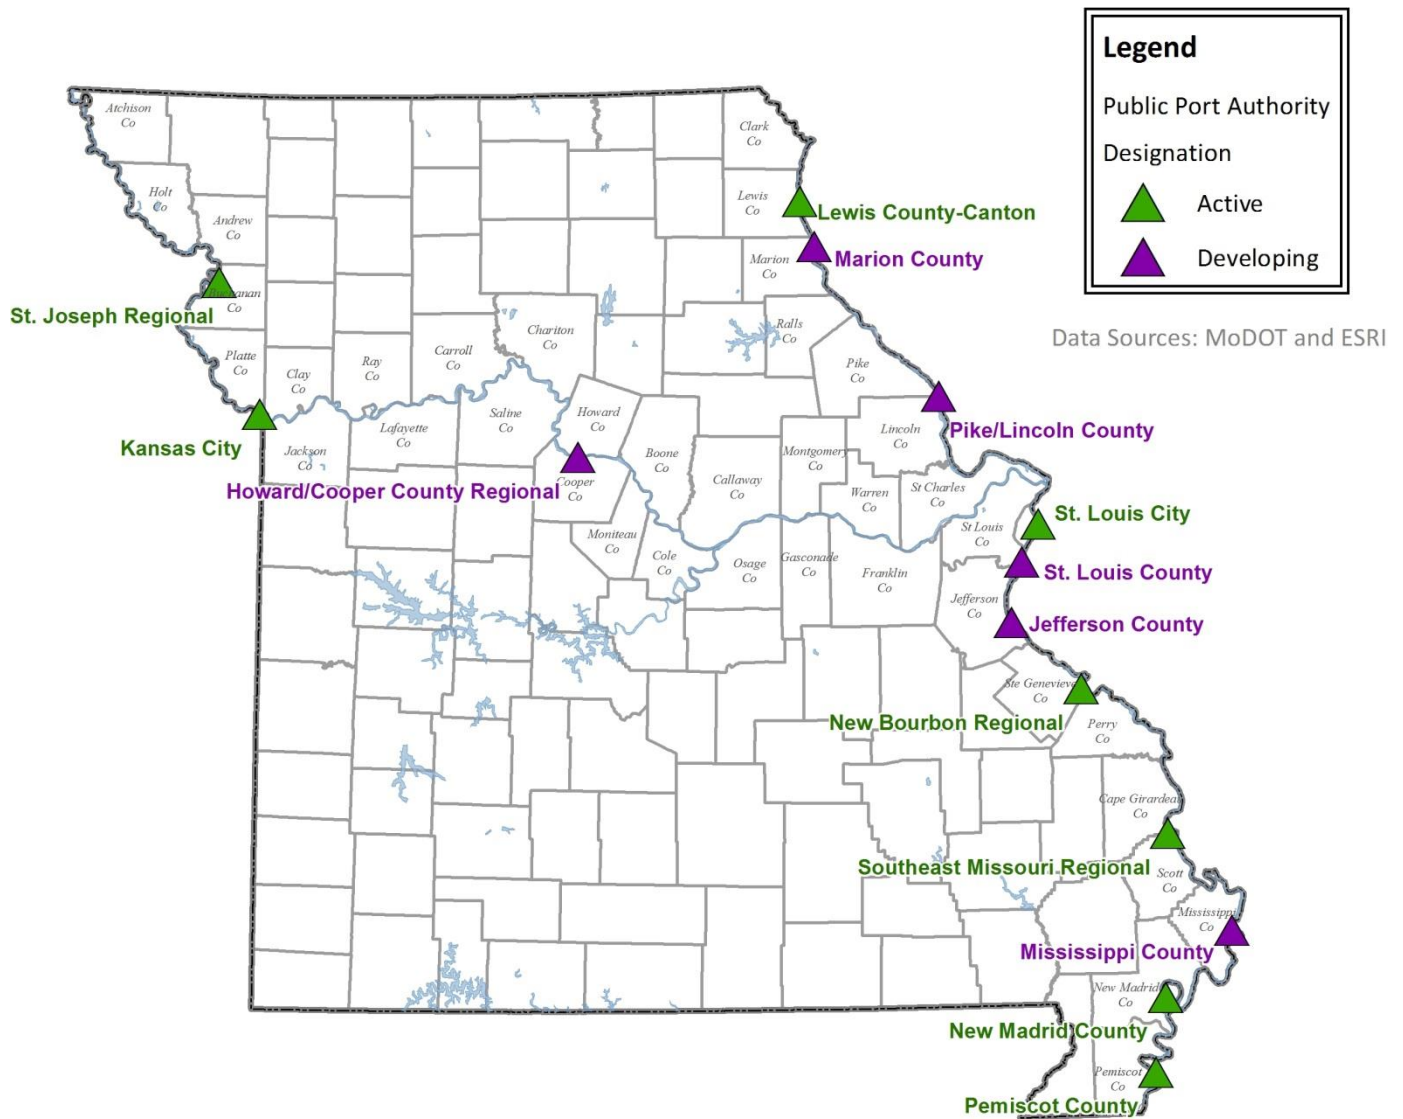 Legend
Public Port Authority
Designation
Active
Developing
Data Sources: MoDOT and ESRI
Atchison
Co
Clark
Co
Holt
Co
Lewis
Co
Lewis County-Canton
Andrew
Co
Marion
Co
Marion County
Buchanan
Co
St. Joseph Regional
Chariton
Co
Ralls
Co
Platte
Co
Clay
Co
Ray
Co
Carroll
Co
Pike
Co
Kansas City
Jackson
Co
Lafayette
Co
Saline
Co
Howard
Co
Boone
Co
Lincoln
Co
Pike/Lincoln County
Montgomery
Co
Howard/Cooper County Regional
Cooper
Co
Callaway
Co
Warren
Co
St Charles
Co
St. Louis City
Moniteau
Co
Cole
Co
Osage
Co
Gasconade
Co
Franklin
Co
St Louis
Co
St. Louis County
Jefferson
Co
Jefferson County
Ste Genevieve
Co
New Bourbon Regional
Perry
Co
Cape Girardeau
Co
Southeast Missouri Regional
Scott
Co
Mississippi
Co
Mississippi County
New Madrid
Co
New Madrid County
Pemiscot
Co
Pemiscot County